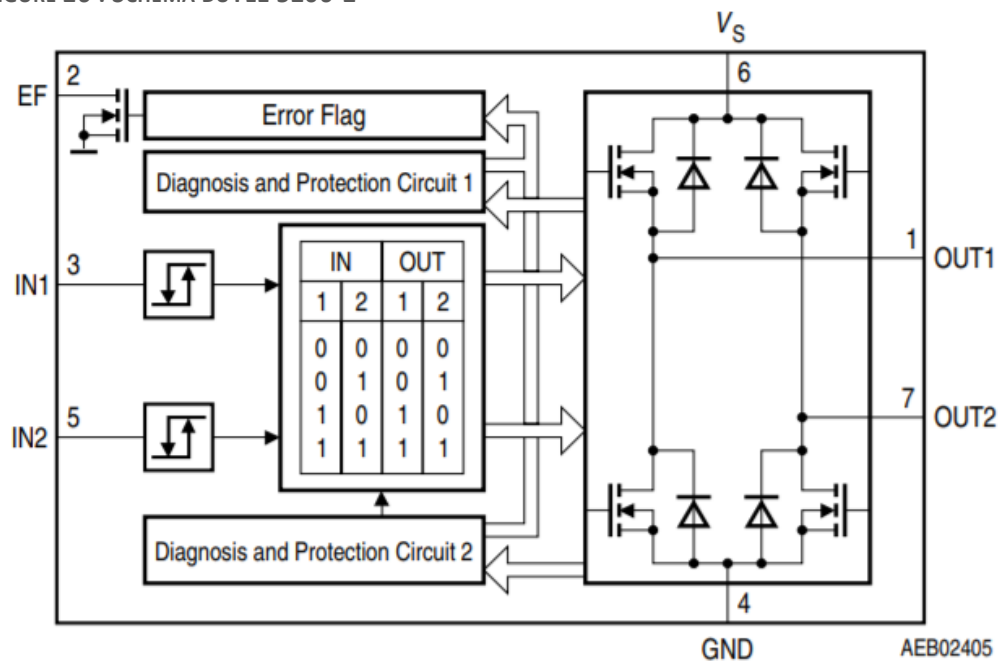 V
S
6
2
EF
Error Flag
Diagnosis and Protection Circuit 1
3
IN1
IN OUT
1 2 1 2
0 0 0 0
0 1 0 1
1 0 1 0
1 1 1 1
1
OUT1
5
IN2
7
OUT2
Diagnosis and Protection Circuit 2
4
GND
AEB02405